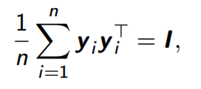 1/n ∑_{i=1}^{n} y_i y_i^⊤ = I,